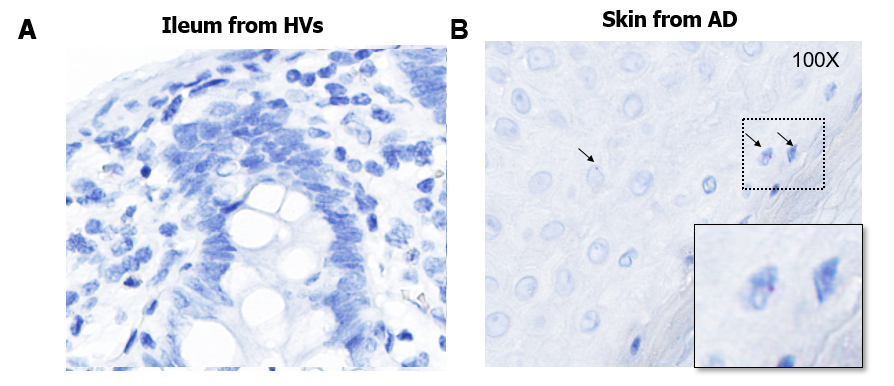 A
Ileum from HVs
B
Skin from AD
100X